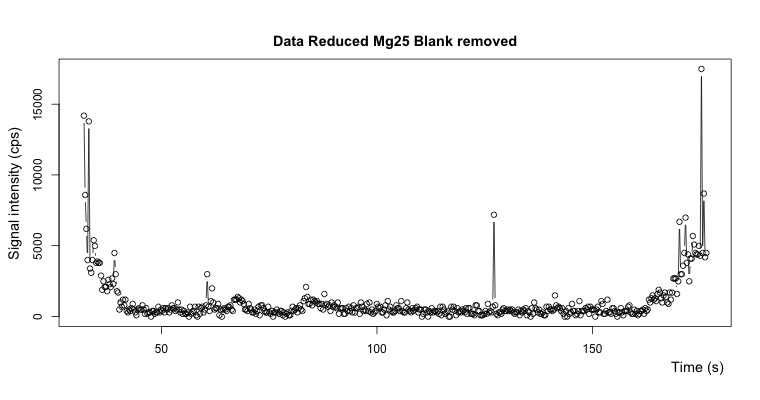 Data Reduced Mg25 Blank removed
Signal intensity (cps)
15000
10000
5000
0
50
100
150
Time (s)